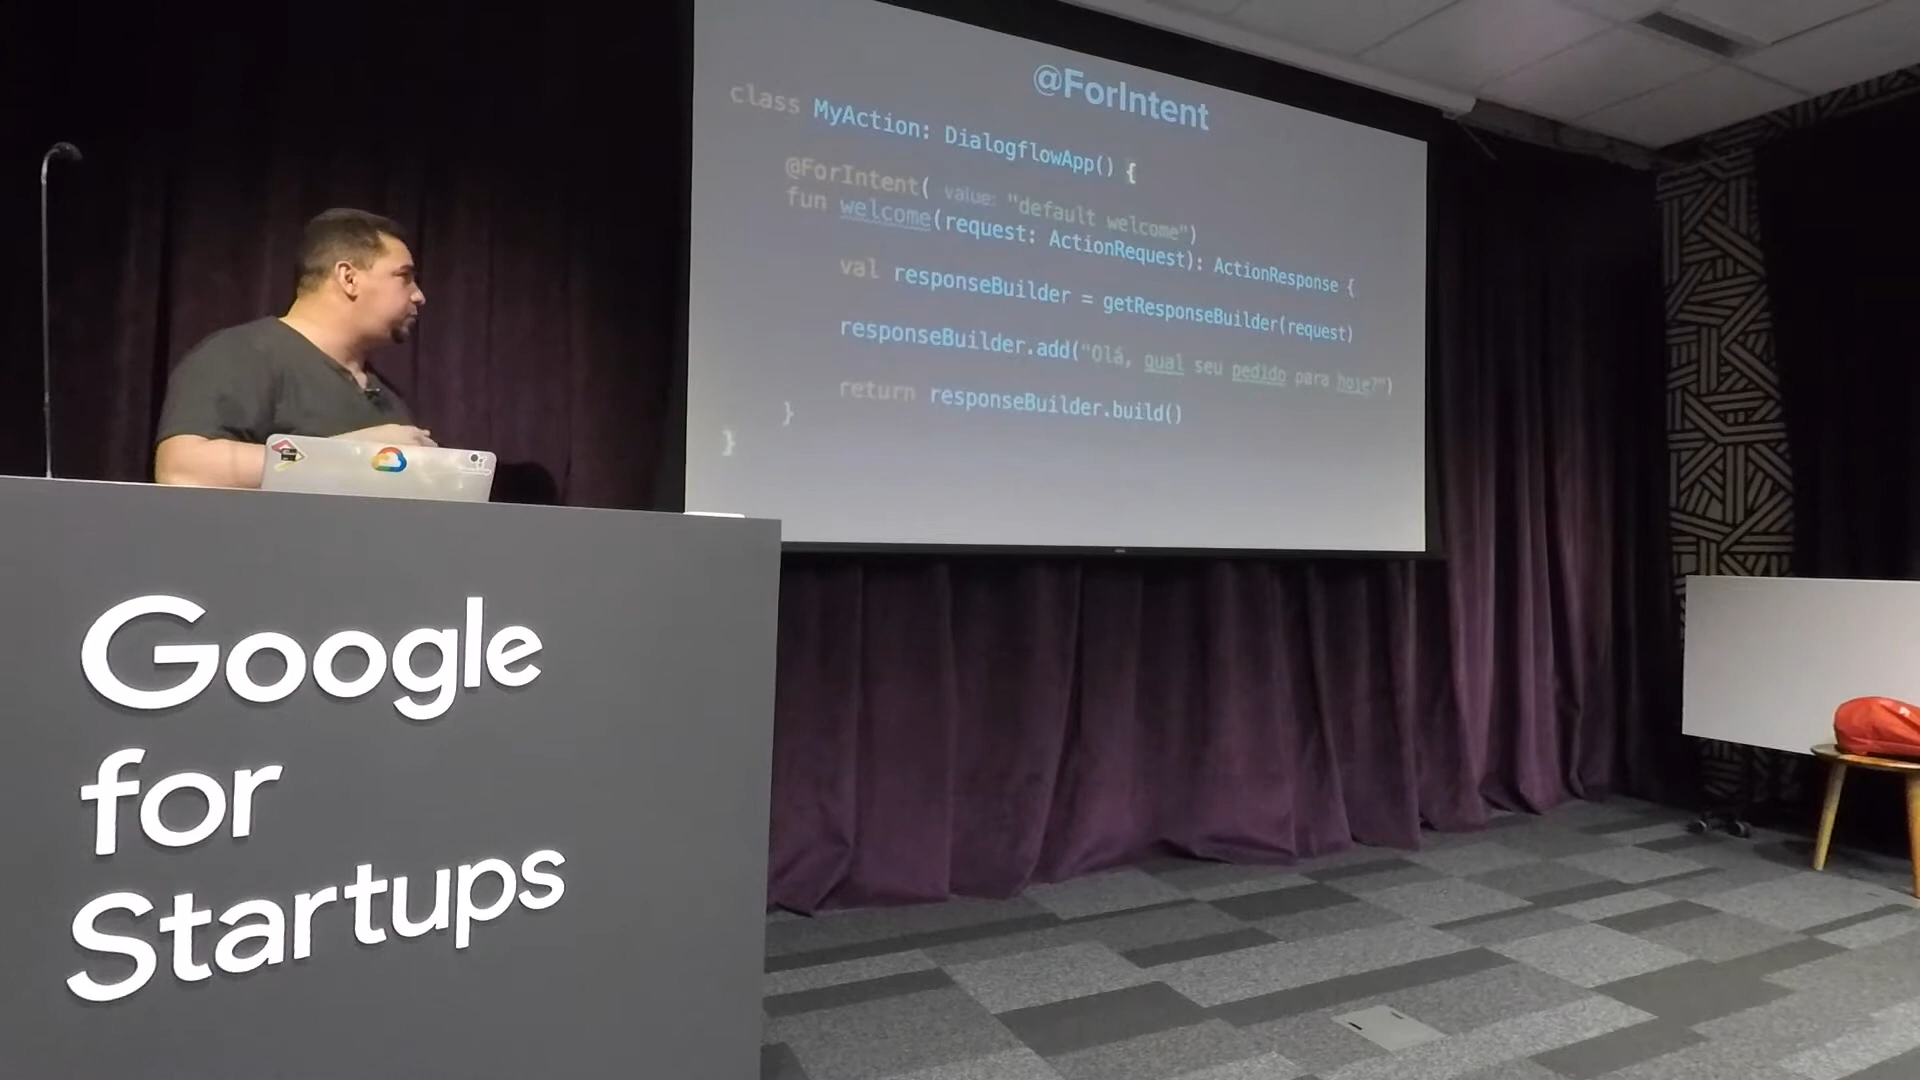 @ForIntent
class MyAction: DialogflowApp() {
@ForIntent( value: "default welcome")
fun welcome(request: ActionRequest): ActionResponse {
val responseBuilder = getResponseBuilder(request)
responseBuilder.add("Olá, qual seu pedido para hoje?")
return responseBuilder.build()
}
}
Google
for
Startups